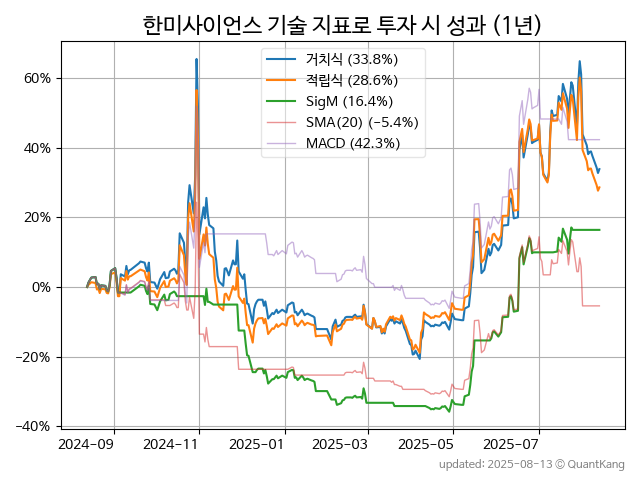 한미사이언스 기술 지표로 투자 시 성과 (1년)
거치식 (33.8%)
적립식 (28.6%)
SigM (16.4%)
SMA(20) (−5.4%)
MACD (42.3%)
60%
40%
20%
0%
−20%
−40%
2024-09 2024-11 2025-01 2025-03 2025-05 2025-07
updated: 2025-08-13 © QuantKang